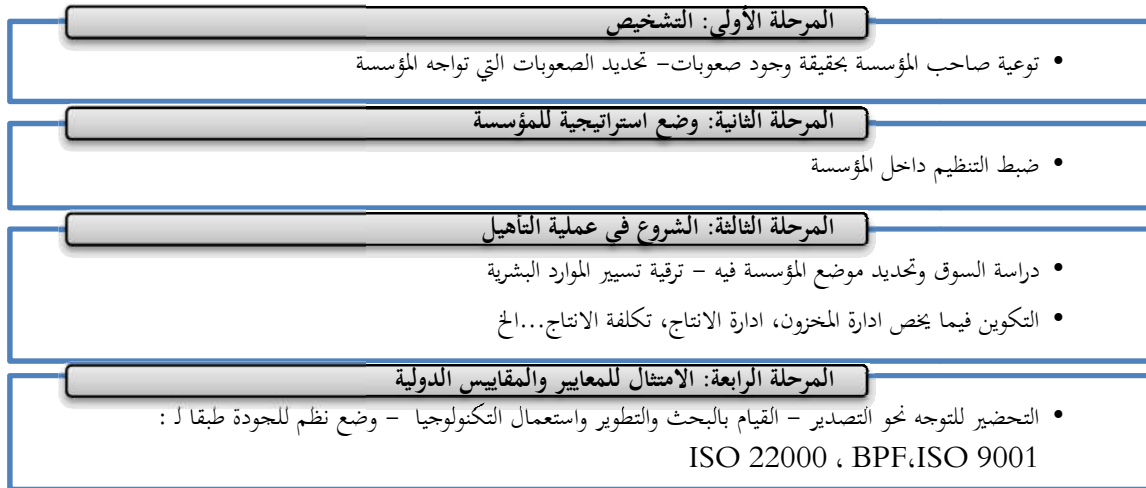 المرحلة الأولى: التشخيص
• توعية صاحب المؤسسة بحقيقة وجود صعوبات– تحديد الصعوبات التي تواجه المؤسسة
المرحلة الثانية: وضع استراتيجية للمؤسسة
• ضبط التنظيم داخل المؤسسة
المرحلة الثالثة: الشروع في عملية التأهيل
• دراسة السوق وتحديد موضع المؤسسة فيه – ترقية تسيير الموارد البشرية
• التكوين فيما يخص ادارة المخزون، ادارة الانتاج، تكلفة الانتاج...الخ
المرحلة الرابعة: الامتثال للمعايير والمقاييس الدولية
• التحضير للتوجه نحو التصدير – القيام بالبحث والتطوير واستعمال التكنولوجيا – وضع نظم للجودة طبقا لـ :
ISO 22000 ، BPF،ISO 9001